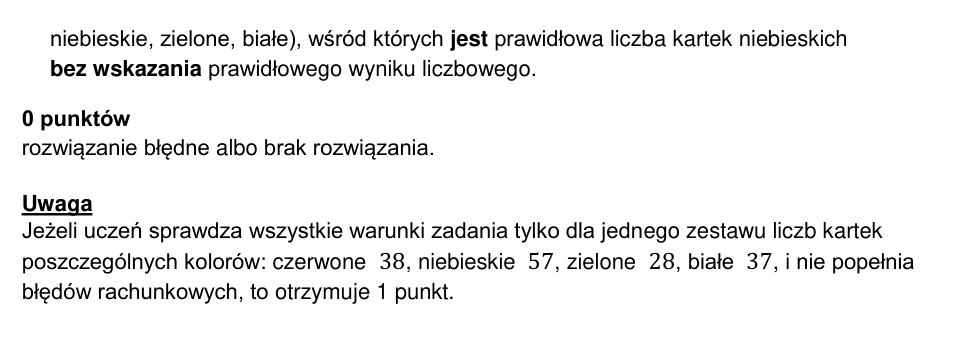 niebieskie, zielone, białe), wśród których jest prawidłowa liczba kartek niebieskich
bez wskazania prawidłowego wyniku liczbowego.
0 punktów
rozwiązanie błędne albo brak rozwiązania.
Uwaga
Jeżeli uczeń sprawdza wszystkie warunki zadania tylko dla jednego zestawu liczb kartek
poszczególnych kolorów: czerwone 38, niebieskie 57, zielone 28, białe 37, i nie popełnia
błędów rachunkowych, to otrzymuje 1 punkt.